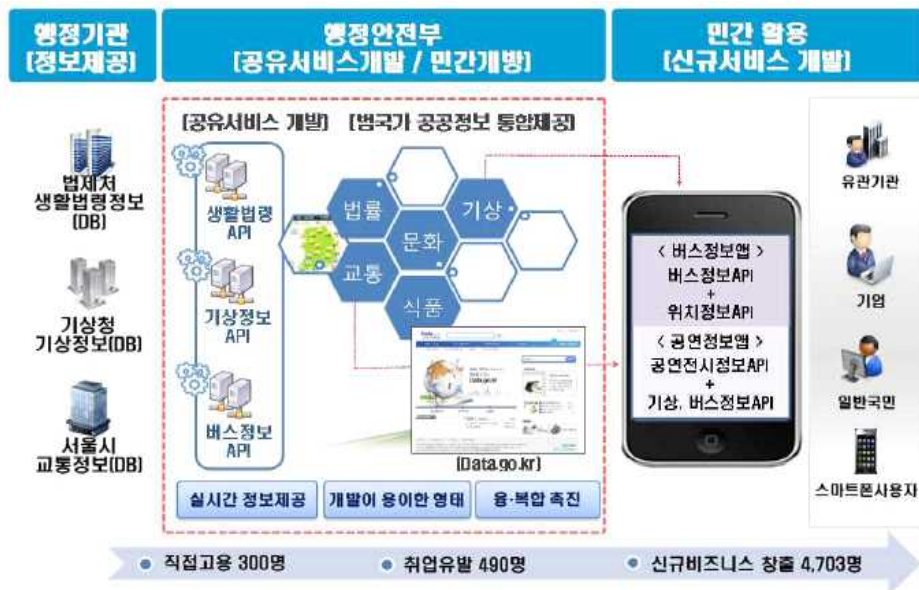 행정기관
[정보제공]
행정안전부
[공유서비스개발 / 민간개방]
민간 활용
[신규서비스 개발]
[공유서비스 개발]
[범국가 공공정보 통합제공]
법제처
생활법령정보
(DB)
기상청
기상정보(DB)
서울시
교통정보(DB)
생활법령
API
기상정보
API
버스정보
API
법률
기상
문화
교통
식품
Data.go.kr
[Data.go.kr]
실시간 정보제공
개발이 용이한 형태
융·복합 촉진
< 버스정보앱 >
버스정보API
+
위치정보API
< 공연정보앱 >
공연전시정보API
+
기상, 버스정보API
유관기관
기업
일반국민
스마트폰사용자
직접고용 300명
취업유발 490명
신규비즈니스 창출 4,703명